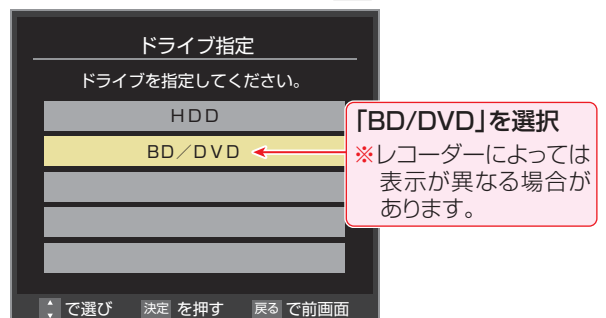 ドライブ指定
ドライブを指定してください。
HDD
BD／DVD
「BD/DVD」を選択
※レコーダーによっては
表示が異なる場合が
あります。
で選び 決定 を押す 戻る で前画面